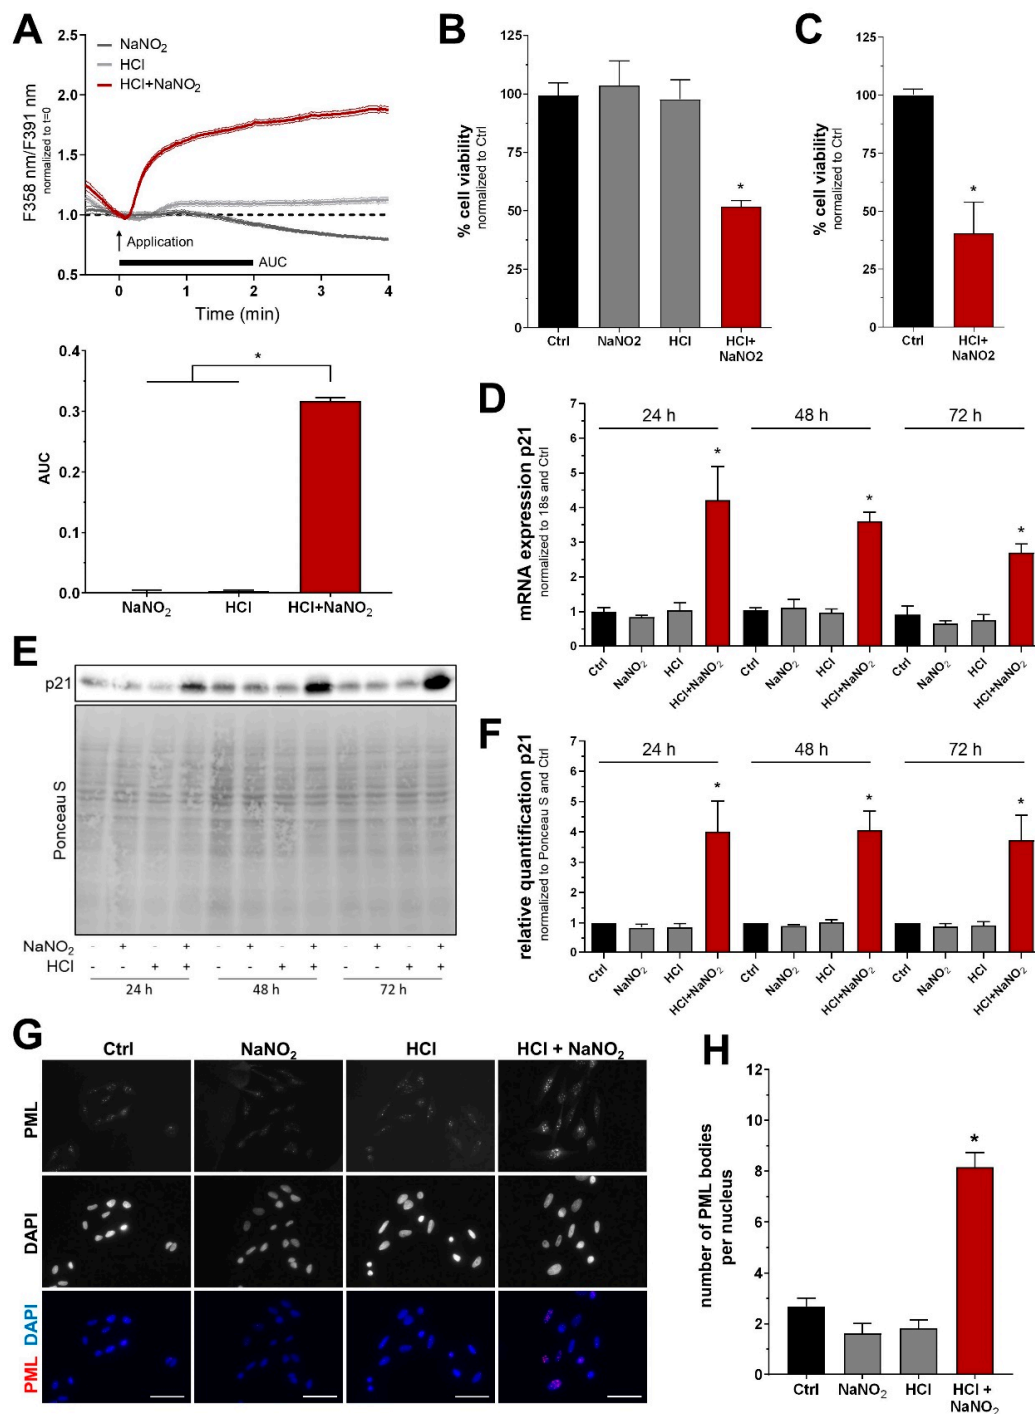 A
2.5
2.0
1.5
1.0
0.5
F358 nm/F391 nm
normalized to t=0
NaNO₂
HCl
HCl+NaNO₂
Application
AUC
0 1 2 3 4
Time (min)
0.4
0.3
0.2
0.1
0.0
AUC
*
NaNO₂ HCl HCl+NaNO₂
B
125
100
75
50
25
0
% cell viability
normalized to Ctrl
*
Ctrl NaNO2 HCl HCl+
NaNO2
C
125
100
75
50
25
0
% cell viability
normalized to Ctrl
*
Ctrl HCl+
NaNO2
D
7
6
5
4
3
2
1
0
mRNA expression p21
normalized to 18s and Ctrl
24 h 48 h 72 h
* * *
Ctrl NaNO₂ HCl HCl+NaNO₂ Ctrl NaNO₂ HCl HCl+NaNO₂ Ctrl NaNO₂ HCl HCl+NaNO₂
E
p21
Ponceau S
NaNO₂ - + - + - + - + - + - +
HCl - - + + - - + + - - + +
24 h 48 h 72 h
F
7
6
5
4
3
2
1
0
relative quantification p21
normalized to Ponceau S and Ctrl
24 h 48 h 72 h
* * *
Ctrl NaNO₂ HCl HCl+NaNO₂ Ctrl NaNO₂ HCl HCl+NaNO₂ Ctrl NaNO₂ HCl HCl+NaNO₂
G
Ctrl NaNO₂ HCl HCl + NaNO₂
PML
DAPI
PML DAPI
H
12
10
8
6
4
2
0
number of PML bodies
per nucleus
*
Ctrl NaNO₂ HCl HCl +
NaNO₂